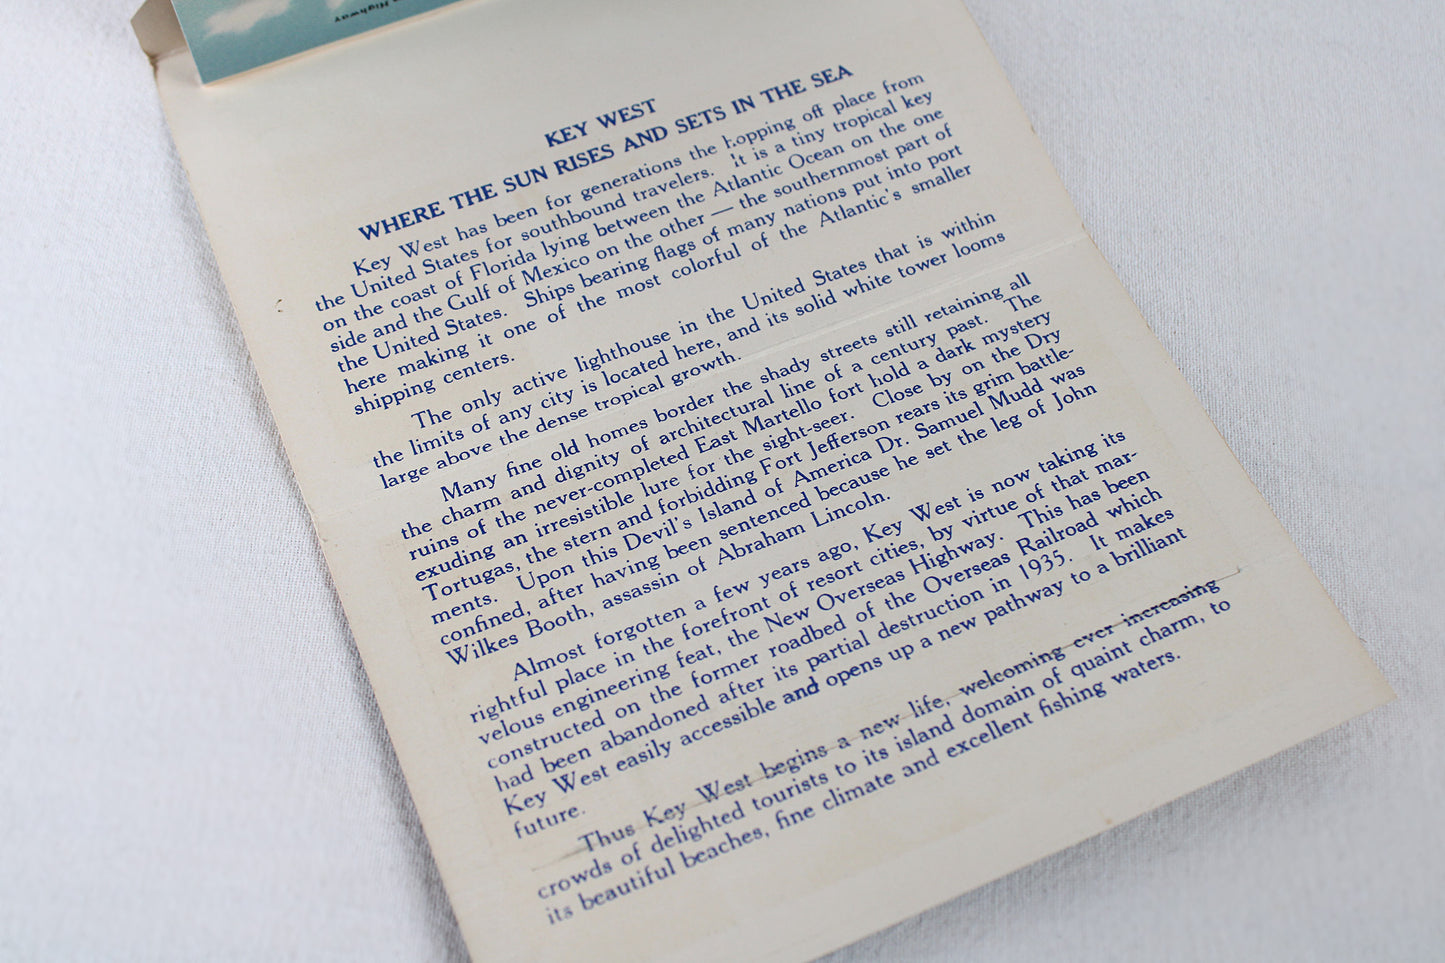 Highway
KEY WEST
WHERE THE SUN RISES AND SETS IN THE SEA
Key West has been for generations the hopping off place from
the United States for southbound travelers. It is a tiny tropical key
on the coast of Florida lying between the Atlantic Ocean on the one
side and the Gulf of Mexico on the other — the southernmost part of
the United States. Ships bearing flags of many nations put into port
here making it one of the most colorful of the Atlantic's smaller
shipping centers.
The only active lighthouse in the United States that is within
the limits of any city is located here, and its solid white tower looms
large above the dense tropical growth.
Many fine old homes border the shady streets still retaining all
the charm and dignity of architectural line of a century past. The
ruins of the never-completed East Martello fort hold a dark mystery
exuding an irresistible lure for the sight-seer. Close by on the Dry
Tortugas, the stern and forbidding Fort Jefferson rears its grim battle-
ments. Upon this Devil's Island of America Dr. Samuel Mudd was
confined, after having been sentenced because he set the leg of John
Wilkes Booth, assassin of Abraham Lincoln.
Almost forgotten a few years ago, Key West is now taking its
rightful place in the forefront of resort cities, by virtue of that mar-
velous engineering feat, the New Overseas Highway. This has been
constructed on the former roadbed of the Overseas Railroad which
had been abandoned after its partial destruction in 1935. It makes
Key West easily accessible and opens up a new pathway to a brilliant
future.
Thus Key West begins a new life, welcoming ever increasing
crowds of delighted tourists to its island domain of quaint charm, to
its beautiful beaches, fine climate and excellent fishing waters.